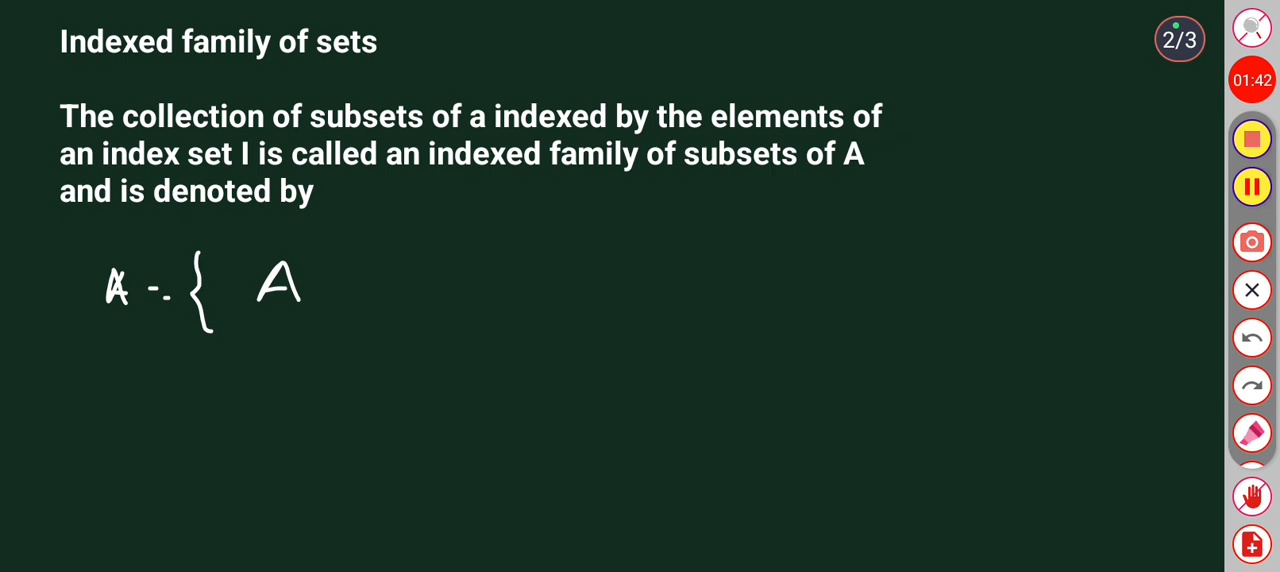 Indexed family of sets
2/3
01:42
The collection of subsets of a indexed by the elements of
an index set I is called an indexed family of subsets of A
and is denoted by
A = { A